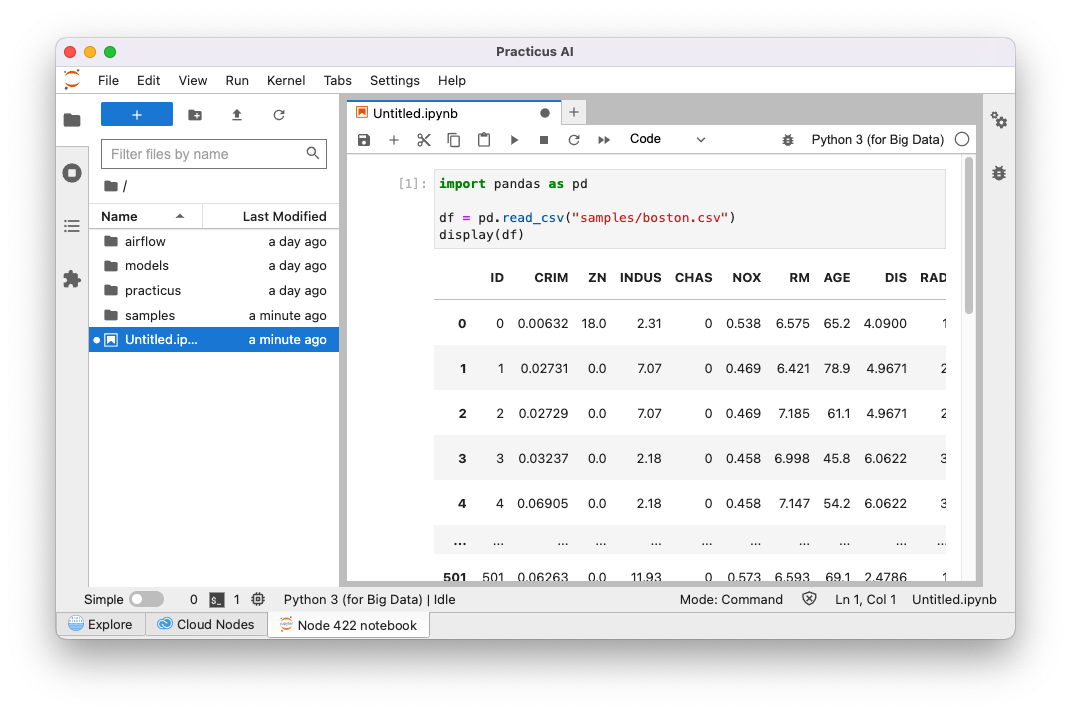 Practicus AI
File Edit View Run Kernel Tabs Settings Help
+
Filter files by name
/
Name Last Modified
airflow a day ago
models a day ago
practicus a day ago
samples a minute ago
Untitled.ip... a minute ago
Untitled.ipynb
+
Code Python 3 (for Big Data)
[1]: import pandas as pd
df = pd.read_csv("samples/boston.csv")
display(df)
ID CRIM ZN INDUS CHAS NOX RM AGE DIS RAD
0 0 0.00632 18.0 2.31 0 0.538 6.575 65.2 4.0900 1
1 1 0.02731 0.0 7.07 0 0.469 6.421 78.9 4.9671 2
2 2 0.02729 0.0 7.07 0 0.469 7.185 61.1 4.9671 2
3 3 0.03237 0.0 2.18 0 0.458 6.998 45.8 6.0622 3
4 4 0.06905 0.0 2.18 0 0.458 7.147 54.2 6.0622 3
... ... ... ... ... ... ... ... ... ... ...
501 501 0.06263 0.0 11.93 0 0.573 6.593 69.1 2.4786 1
Simple 0 $_ 1 Python 3 (for Big Data) | Idle Mode: Command Ln 1, Col 1 Untitled.ipynb
Explore Cloud Nodes Node 422 notebook